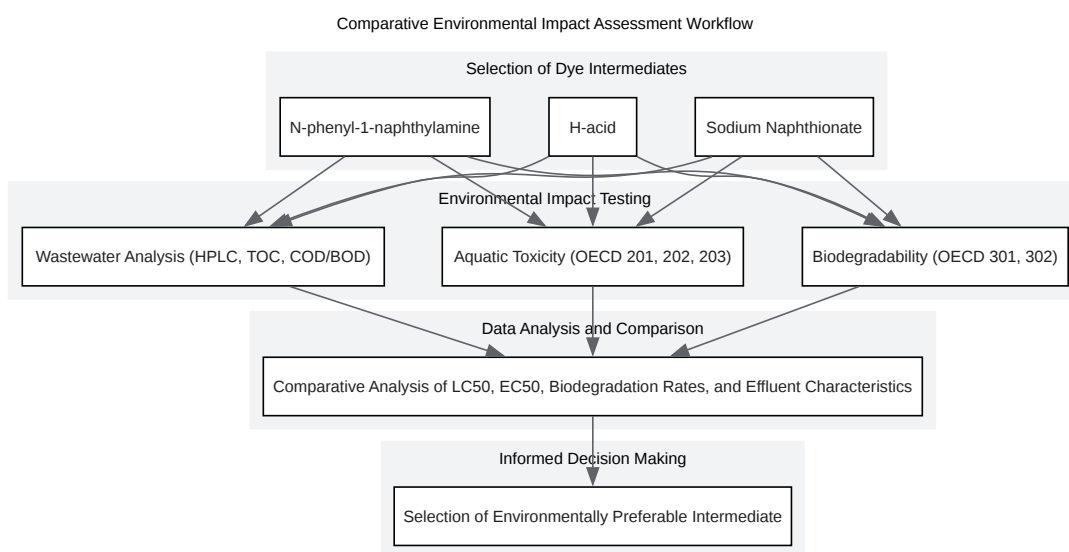 Comparative Environmental Impact Assessment Workflow
Selection of Dye Intermediates
N-phenyl-1-naphthylamine
H-acid
Sodium Naphthionate
Environmental Impact Testing
Wastewater Analysis (HPLC, TOC, COD/BOD)
Aquatic Toxicity (OECD 201, 202, 203)
Biodegradability (OECD 301, 302)
Data Analysis and Comparison
Comparative Analysis of LC50, EC50, Biodegradation Rates, and Effluent Characteristics
Informed Decision Making
Selection of Environmentally Preferable Intermediate